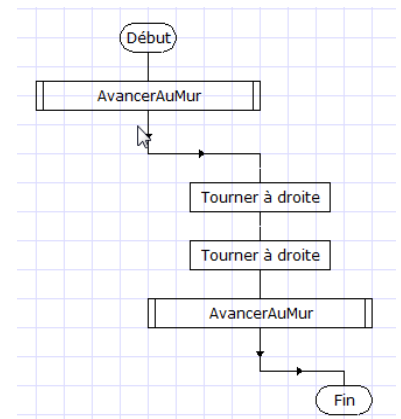 Début
AvancerAuMur
Tourner à droite
Tourner à droite
AvancerAuMur
Fin